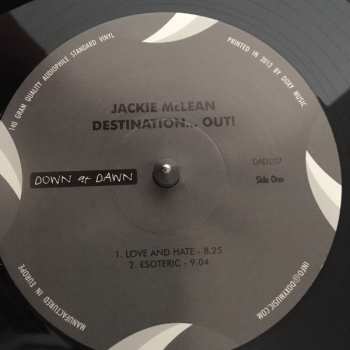 140 GRAM QUALITY AUDIOPHILE STANDARD VINYL
PRINTED IN 2013 BY DOXY MUSIC
JACKIE McLEAN
DESTINATION... OUT!
DOWN at DAWN
Side One
1. LOVE AND HATE - 8.25
2. ESOTERIC - 9.04
MANUFACTURED IN EUROPE.
INFO@DOXYMUSIC.COM